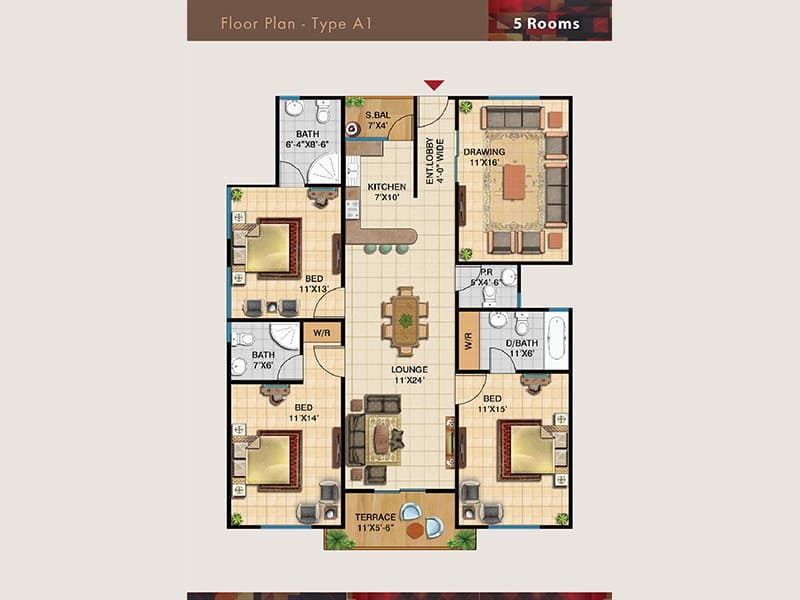 Floor Plan - Type A1
5 Rooms
S.BAL
7'X4'
BATH
6'-4"X8'-6"
ENT.LOBBY
4'-0" WIDE
DRAWING
11'X16'
KITCHEN
7'X10'
BED
11'X13'
P.R
5'X4' 6"
W/R
BATH
7'X6'
W/R
D/BATH
11'X6'
LOUNGE
11'X24'
BED
11'X14'
BED
11'X15'
TERRACE
11'X5'-6"